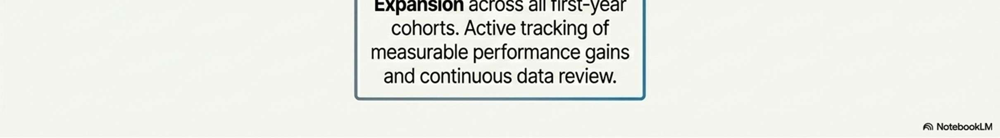 Expansion across all first-year
cohorts. Active tracking of
measurable performance gains
and continuous data review.
NotebookLM